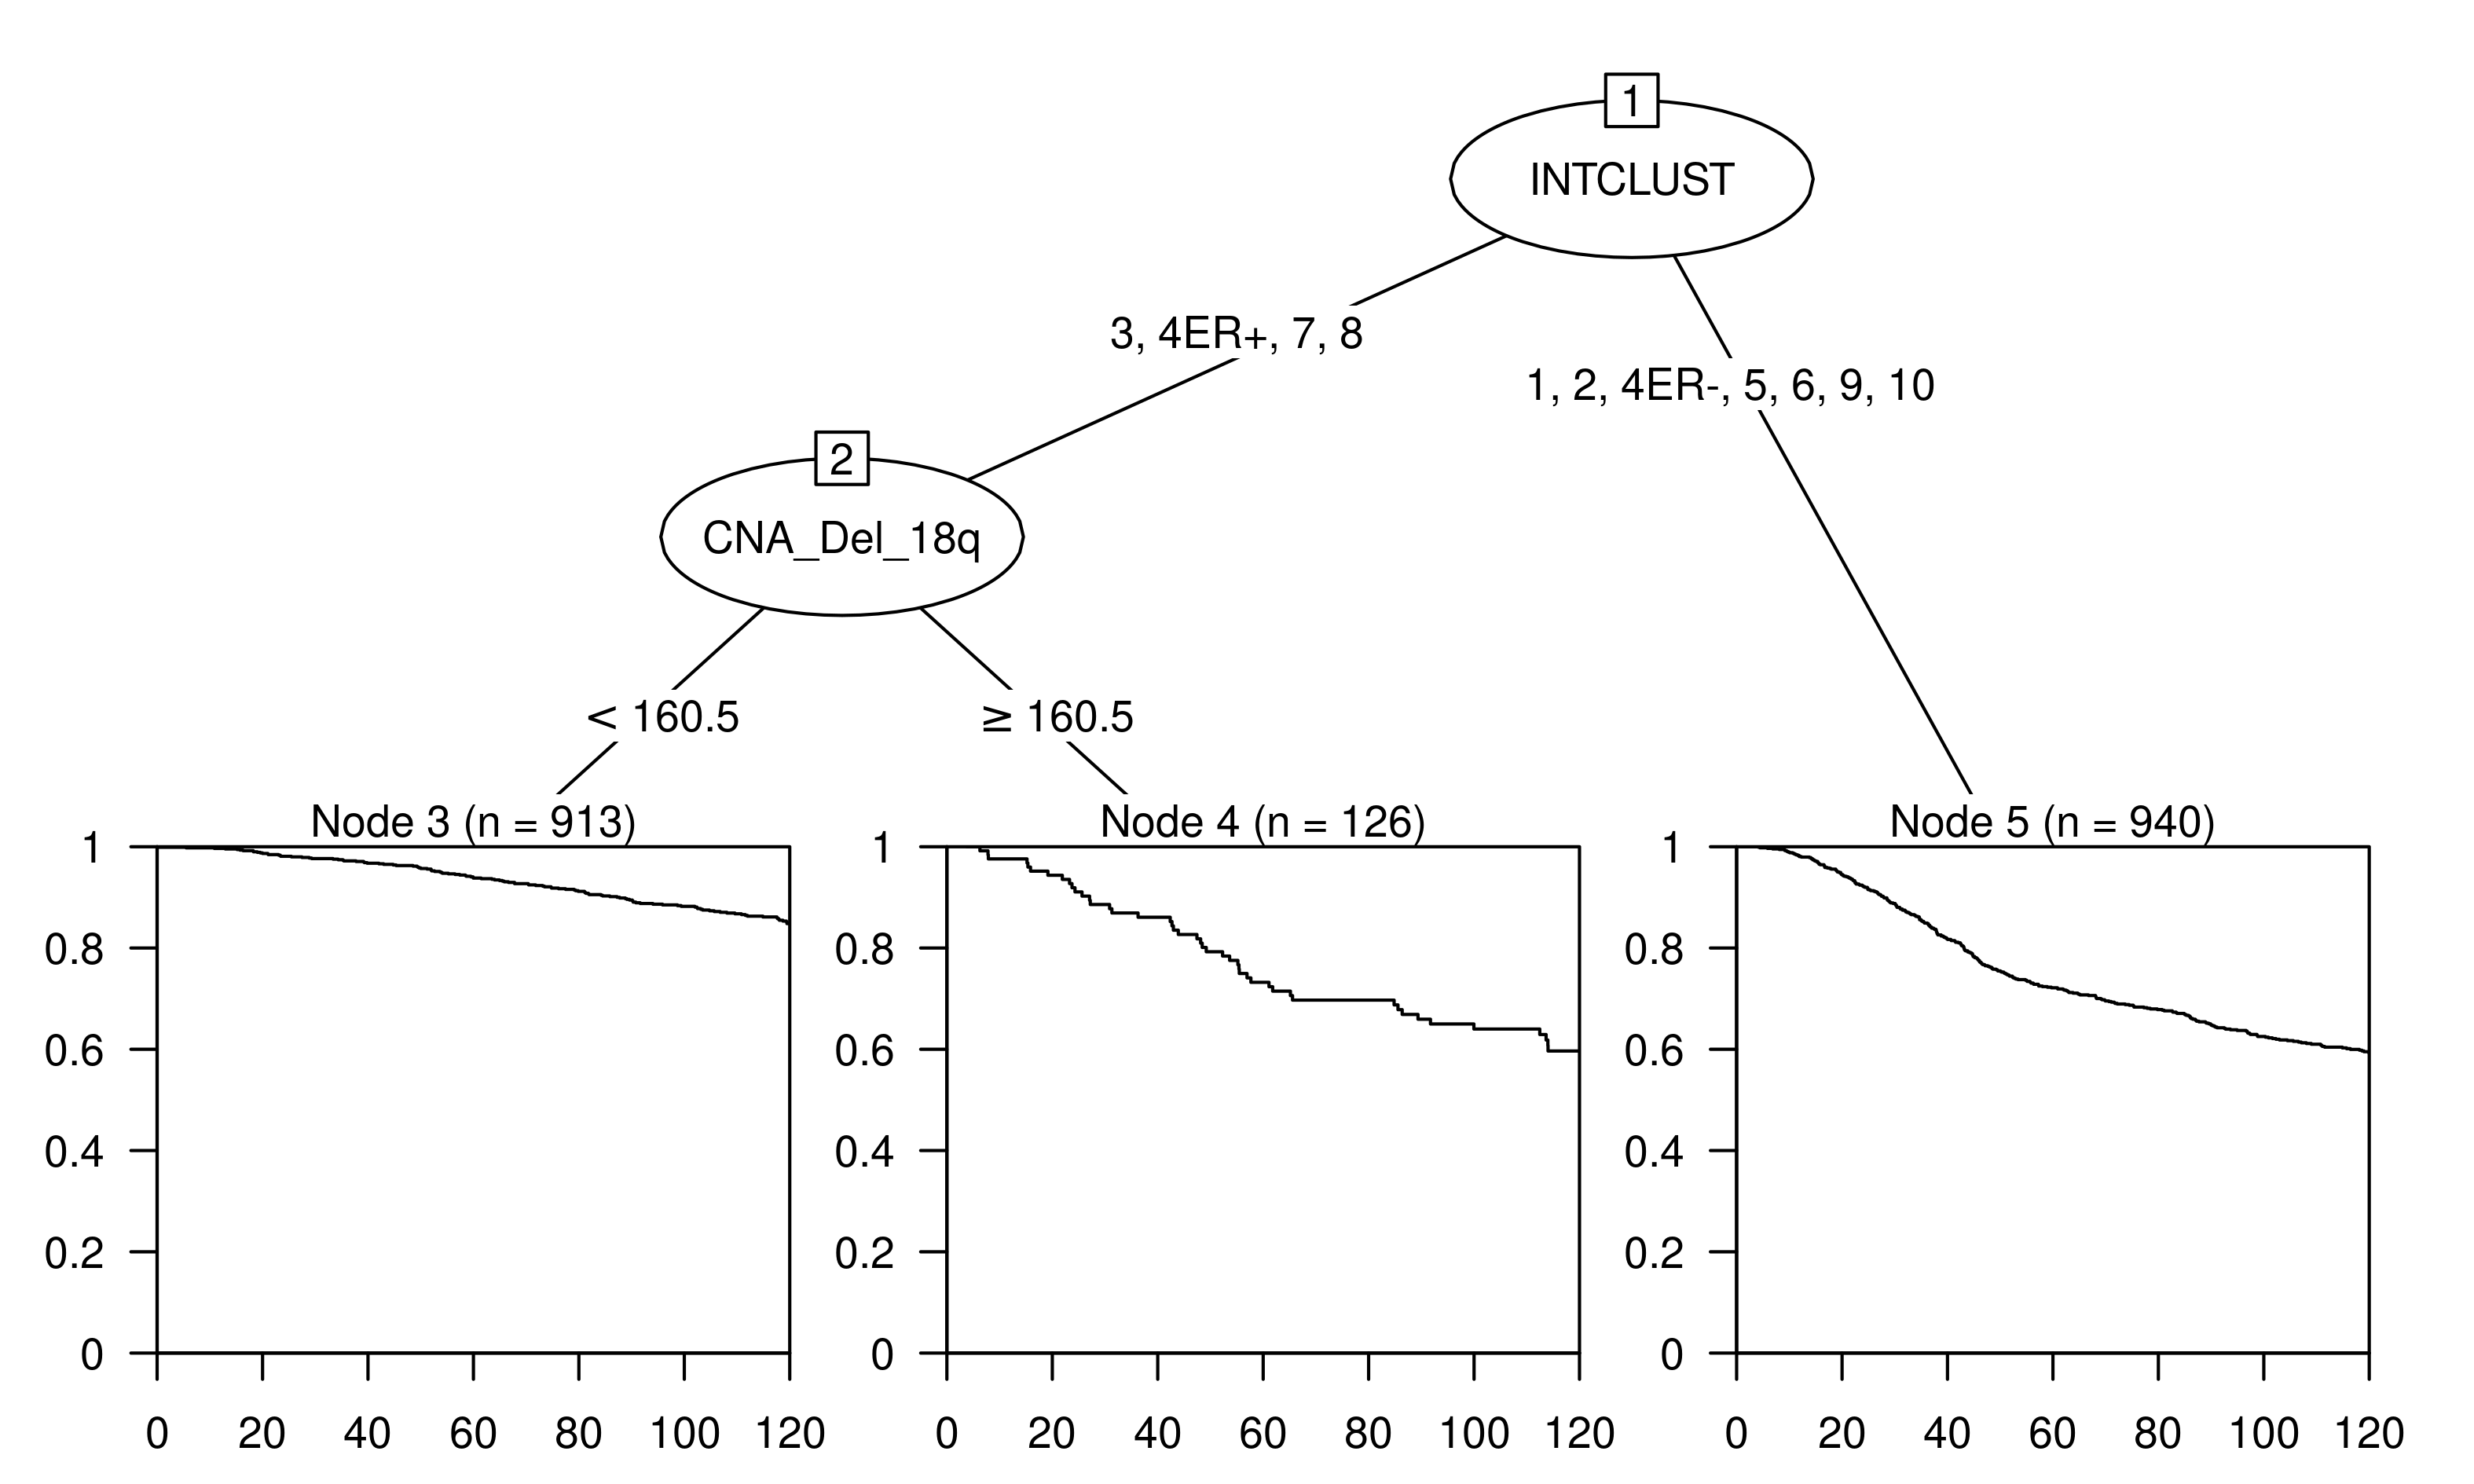 1
INTCLUST
3, 4ER+, 7, 8
1, 2, 4ER-, 5, 6, 9, 10
2
CNA_Del_18q
< 160.5
≥ 160.5
Node 3 (n = 913)
1
0.8
0.6
0.4
0.2
0
0 20 40 60 80 100 120
Node 4 (n = 126)
1
0.8
0.6
0.4
0.2
0
0 20 40 60 80 100 120
Node 5 (n = 940)
1
0.8
0.6
0.4
0.2
0
0 20 40 60 80 100 120